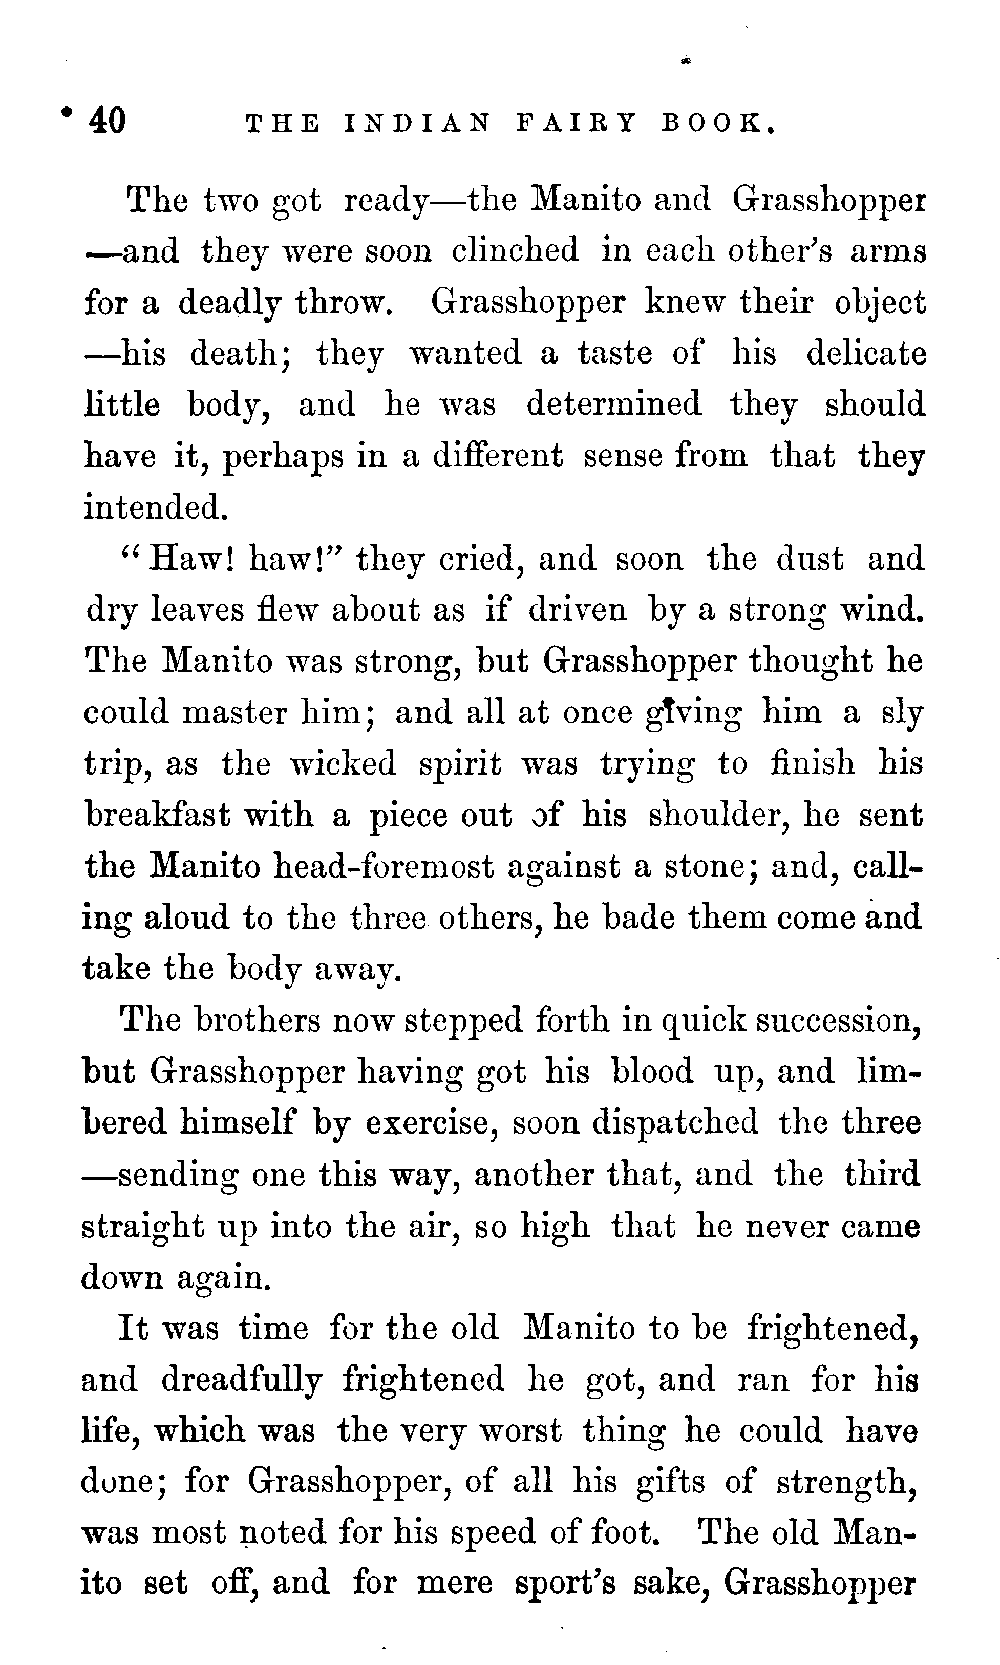 40 THE INDIAN FAIRY BOOK.
The two got ready—the Manito and Grasshopper
—and they were soon clinched in each other's arms
for a deadly throw. Grasshopper knew their object
—his death; they wanted a taste of his delicate
little body, and he was determined they should
have it, perhaps in a different sense from that they
intended.
"Haw! haw!" they cried, and soon the dust and
dry leaves flew about as if driven by a strong wind.
The Manito was strong, but Grasshopper thought he
could master him; and all at once giving him a sly
trip, as the wicked spirit was trying to finish his
breakfast with a piece out of his shoulder, he sent
the Manito head-foremost against a stone; and, call-
ing aloud to the three others, he bade them come and
take the body away.
The brothers now stepped forth in quick succession,
but Grasshopper having got his blood up, and lim-
bered himself by exercise, soon dispatched the three
—sending one this way, another that, and the third
straight up into the air, so high that he never came
down again.
It was time for the old Manito to be frightened,
and dreadfully frightened he got, and ran for his
life, which was the very worst thing he could have
done; for Grasshopper, of all his gifts of strength,
was most noted for his speed of foot. The old Man-
ito set off, and for mere sport's sake, Grasshopper